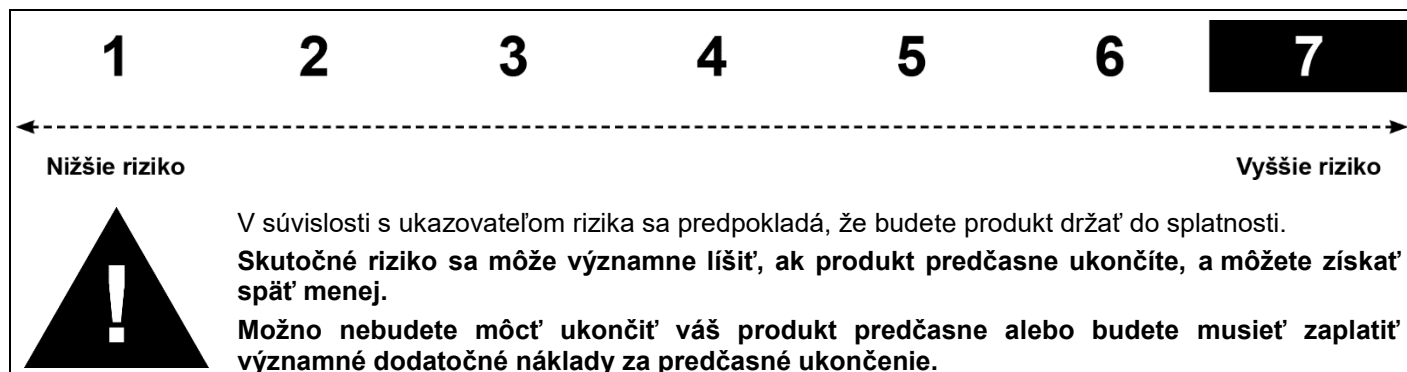 1 2 3 4 5 6 7
Nižšie riziko Vyššie riziko
!
V súvislosti s ukazovateľom rizika sa predpokladá, že budete produkt držať do splatnosti.
Skutočné riziko sa môže významne líšiť, ak produkt predčasne ukončíte, a môžete získať
späť menej.
Možno nebudete môcť ukončiť váš produkt predčasne alebo budete musieť zaplatiť
významné dodatočné náklady za predčasné ukončenie.